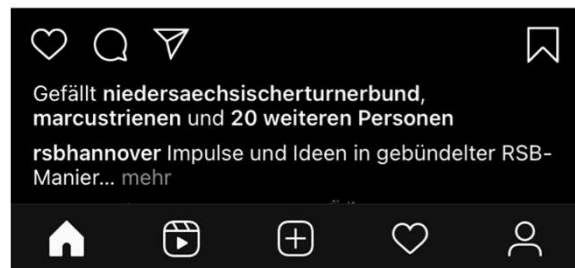 Gefällt niedersaechsischerturnerbund,
marcustrienen und 20 weiteren Personen
rsbhannover Impulse und Ideen in gebündelter RSB-
Manier... mehr